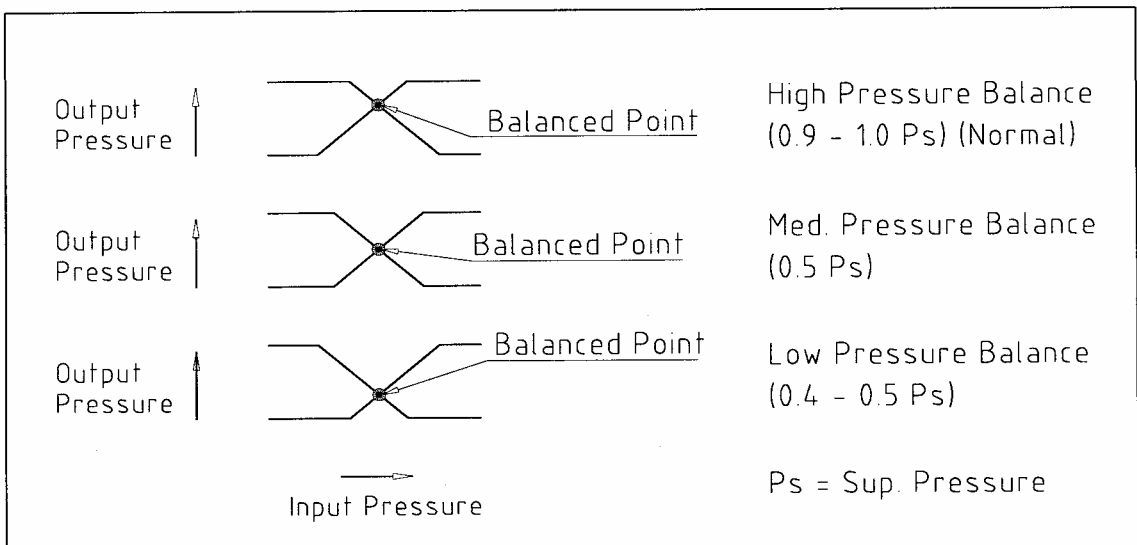 Output
Pressure
Balanced Point
High Pressure Balance
(0.9 - 1.0 Ps) (Normal)
Output
Pressure
Balanced Point
Med. Pressure Balance
(0.5 Ps)
Output
Pressure
Balanced Point
Low Pressure Balance
(0.4 - 0.5 Ps)
Input Pressure
Ps = Sup. Pressure